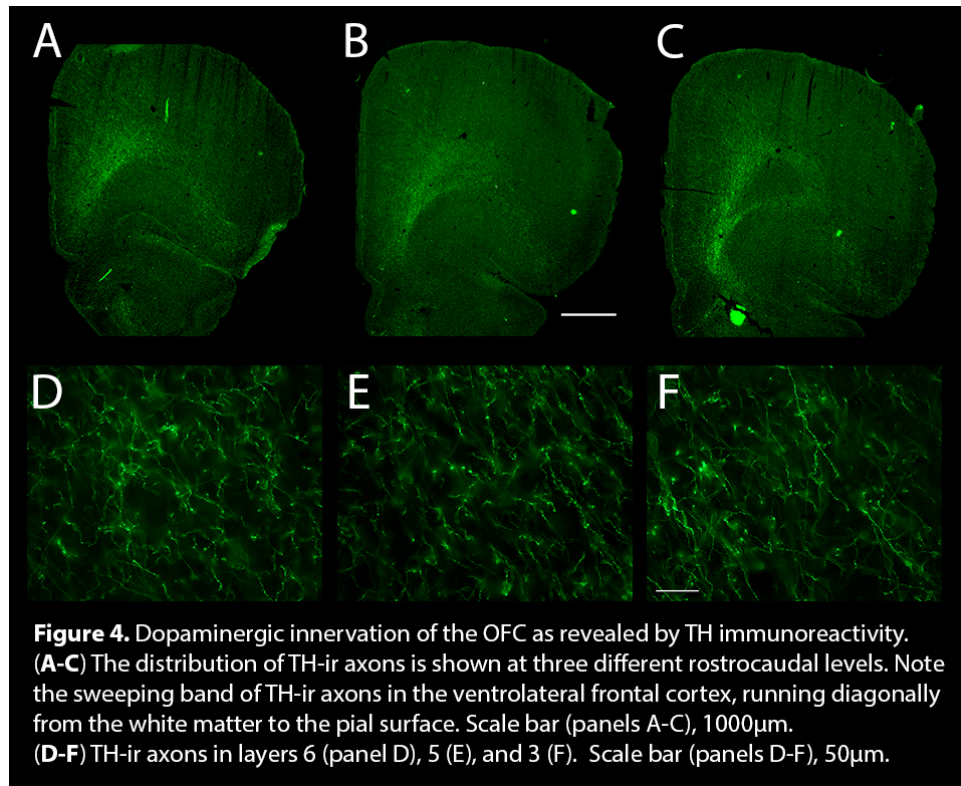 A
B
C
D
E
F
Figure 4. Dopaminergic innervation of the OFC as revealed by TH immunoreactivity.
(A-C) The distribution of TH-ir axons is shown at three different rostrocaudal levels. Note
the sweeping band of TH-ir axons in the ventrolateral frontal cortex, running diagonally
from the white matter to the pial surface. Scale bar (panels A-C), 1000µm.
(D-F) TH-ir axons in layers 6 (panel D), 5 (E), and 3 (F). Scale bar (panels D-F), 50µm.